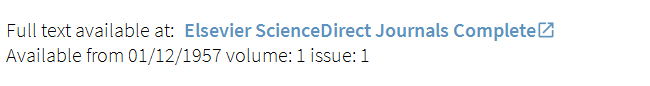 Full text available at: Elsevier ScienceDirect Journals Complete
Available from 01/12/1957 volume: 1 issue: 1